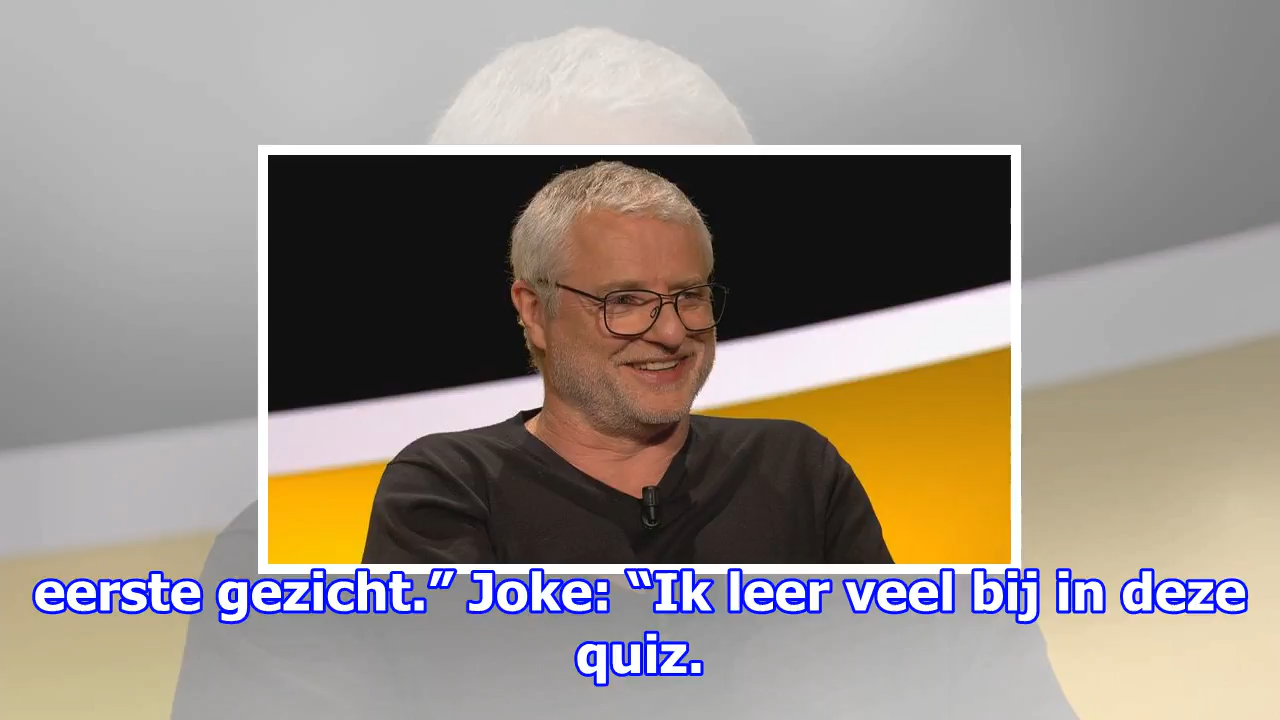 eerste gezicht.” Joke: “Ik leer veel bij in deze
quiz.